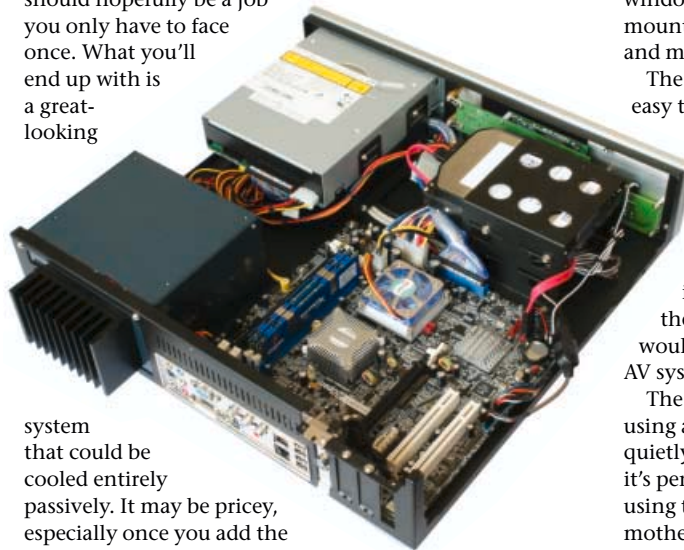 should hopefully be a job
you only have to face
once. What you'll
end up with is
a great-
looking
system
that could be
cooled entirely
passively. It may be pricey,
especially once you add the
windo
mount
and m
The
easy t
i
the
woul
AV sys
The
using a
quietly
it's per
using t
mothe